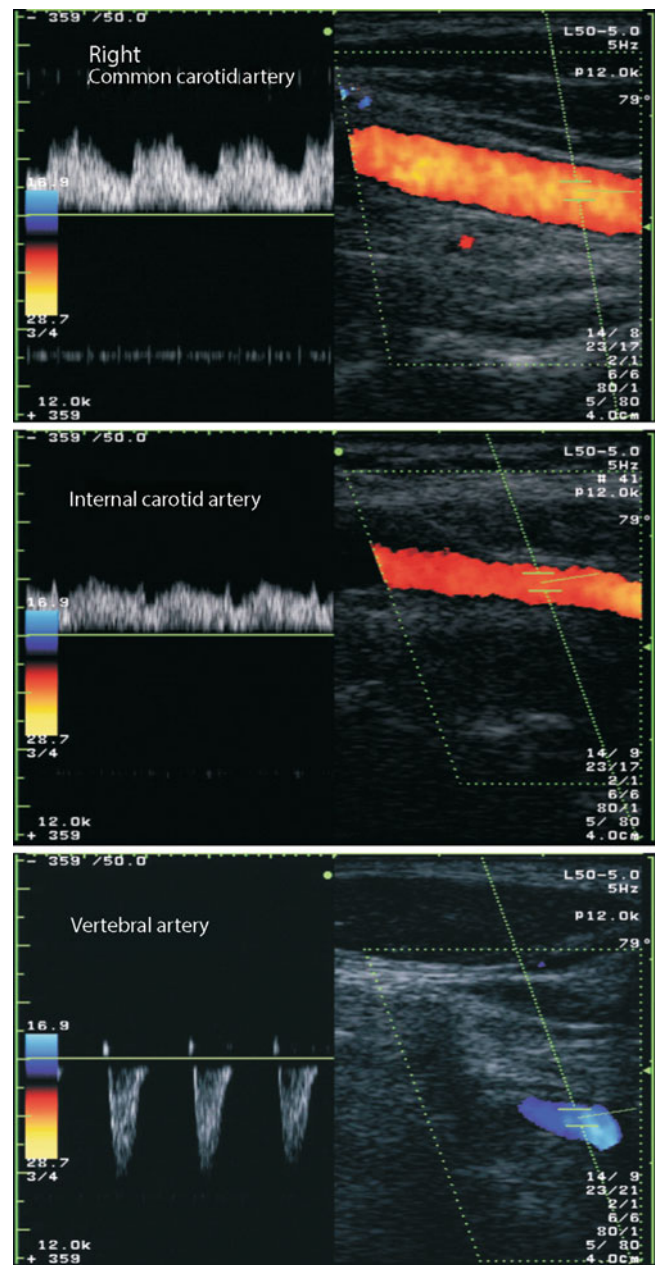 - 359 /50.0
L50-5.0
5Hz
Right
Common carotid artery
P12.0k
79°
16.9
28.7
3/4
14/ 8
23/17
2/1
6/6
80/1
12.0k
5/ 80
+ 359
4.0cm
- 359 /50.0
L50-5.0
5Hz
# 41
Internal carotid artery
P12.0k
79°
16.9
28.7
3/4
14/ 9
23/17
2/1
6/6
80/1
12.0k
5/ 80
+ 359
4.0cm
- 359 /50.0
L50-5.0
5Hz
Vertebral artery
P12.0k
79°
16.9
28.7
3/4
14/ 9
23/21
2/1
6/6
80/1
12.0k
5/ 80
+ 359
4.0cm